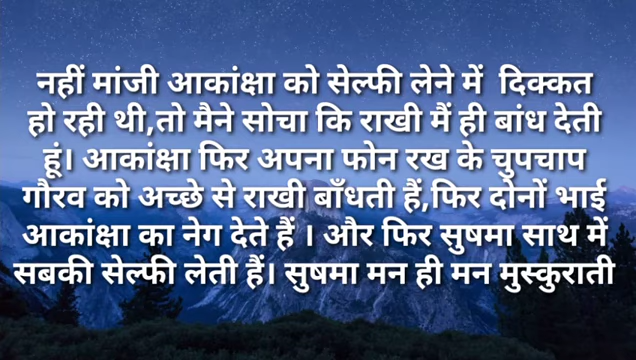 नहीं मांजी आकांक्षा को सेल्फी लेने में दिक्कत
हो रही थी,तो मैने सोचा कि राखी मैं ही बांध देती
हूं। आकांक्षा फिर अपना फोन रख के चुपचाप
गौरव को अच्छे से राखी बाँधती हैं,फिर दोनों भाई
आकांक्षा का नेग देते हैं । और फिर सुषमा साथ में
सबकी सेल्फी लेती हैं। सुषमा मन ही मन मुस्कुराती